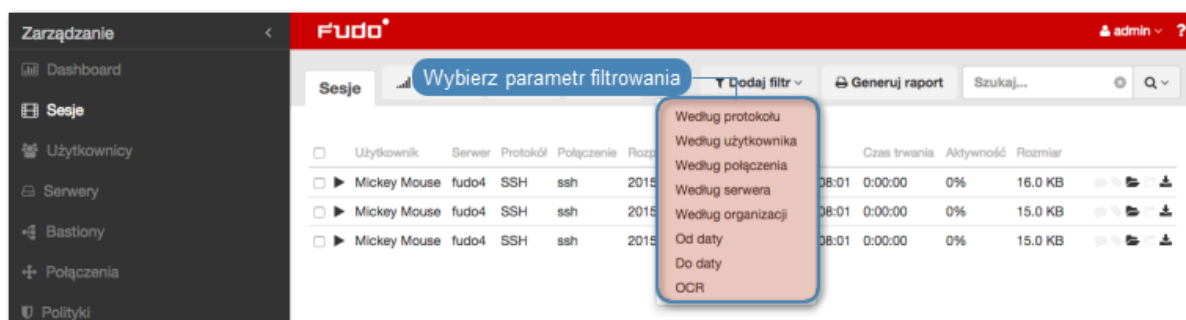 Zarządzanie
Fudo
admin ?
Dashboard
Sesje
Użytkownicy
Serwery
Bastiony
Połączenia
Polityki
Sesje
Wybierz parametr filtrowania
Dodaj filtr
Generuj raport
Szukaj...
Według protokołu
Według użytkownika
Według połączenia
Według serwera
Według organizacji
Od daty
Do daty
OCR
Użytkownik Serwer Protokół Połączenie Czas trwania Aktywność Rozmiar
Mickey Mouse fudo4 SSH ssh 2015 08:01 0:00:00 0% 16.0 KB
Mickey Mouse fudo4 SSH ssh 2015 08:01 0:00:00 0% 15.0 KB
Mickey Mouse fudo4 SSH ssh 2015 08:01 0:00:00 0% 15.0 KB